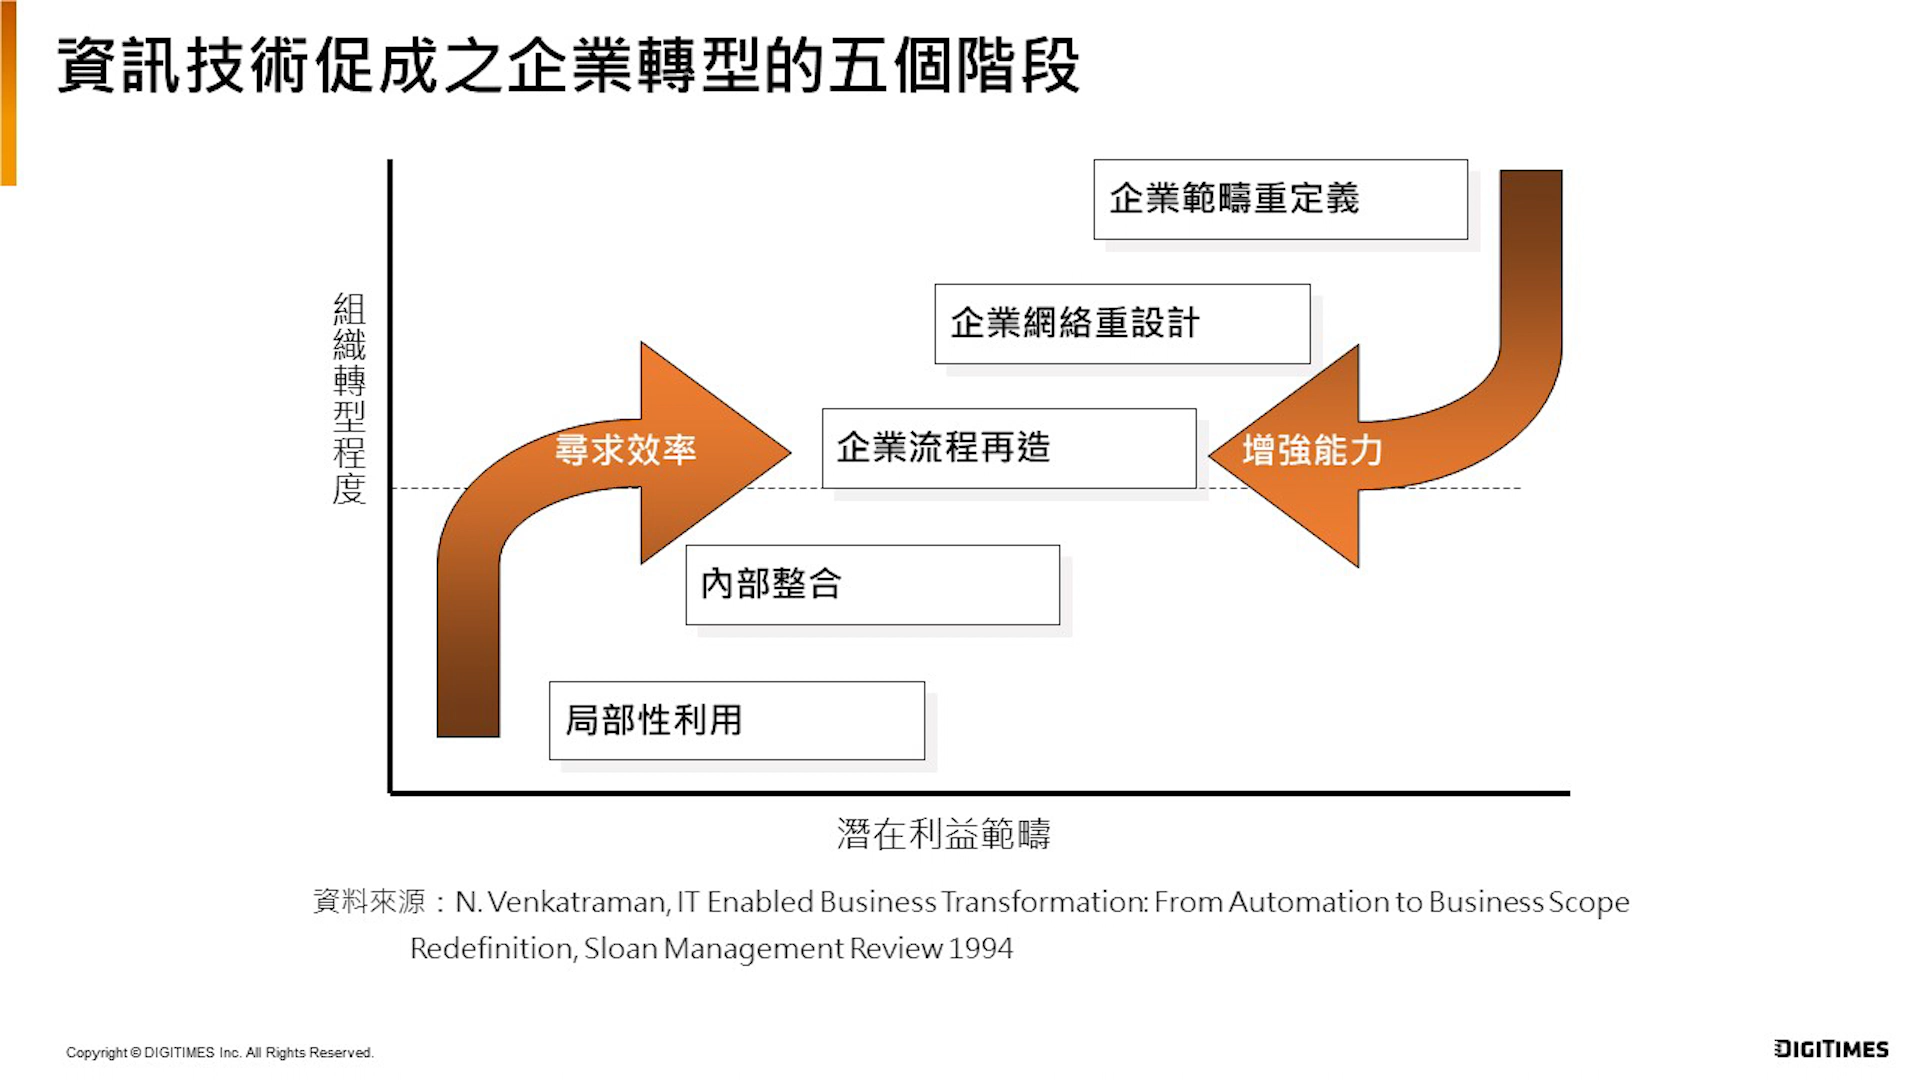 資訊技術促成之企業轉型的五個階段
企業範疇重定義
企業網絡重設計
組織轉型程度
尋求效率
企業流程再造
增強能力
內部整合
局部性利用
潛在利益範疇
資料來源：N. Venkatraman, IT Enabled Business Transformation: From Automation to Business Scope
Redefinition, Sloan Management Review 1994
Copyright © DIGITIMES Inc. All Rights Reserved.
DIGITIMES